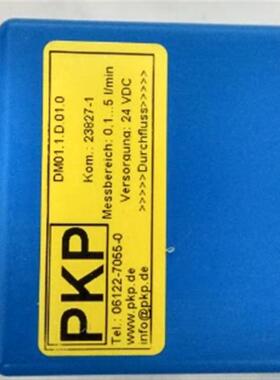 DM01.1.D.01.0
Kom.: 23827-1
Messbereich: 0,1...5 l/min
Versorgung: 24 VDC
>>>>>Durchfluss>>>>>
PKP
Tel.: 06122-7055-0
www.pkp.de
info@pkp.de